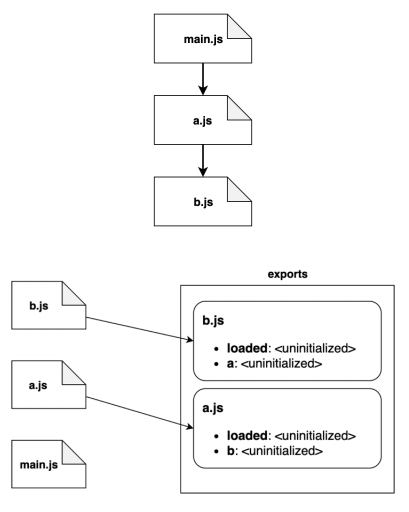 main.js
a.js
b.js
exports
b.js
b.js
• loaded: <uninitialized>
• a: <uninitialized>
a.js
a.js
• loaded: <uninitialized>
• b: <uninitialized>
main.js